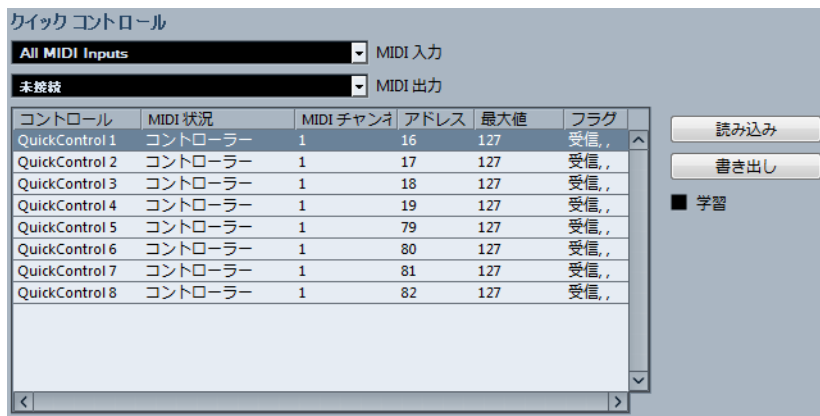 クイック コントロール
All MIDI Inputs MIDI 入力
未接続 MIDI 出力
コントロール MIDI 状況 MIDI チャンネ アドレス 最大値 フラグ
QuickControl 1 コントローラー 1 16 127 受信, ,
QuickControl 2 コントローラー 1 17 127 受信, ,
QuickControl 3 コントローラー 1 18 127 受信, ,
QuickControl 4 コントローラー 1 19 127 受信, ,
QuickControl 5 コントローラー 1 79 127 受信, ,
QuickControl 6 コントローラー 1 80 127 受信, ,
QuickControl 7 コントローラー 1 81 127 受信, ,
QuickControl 8 コントローラー 1 82 127 受信, ,
読み込み
書き出し
学習